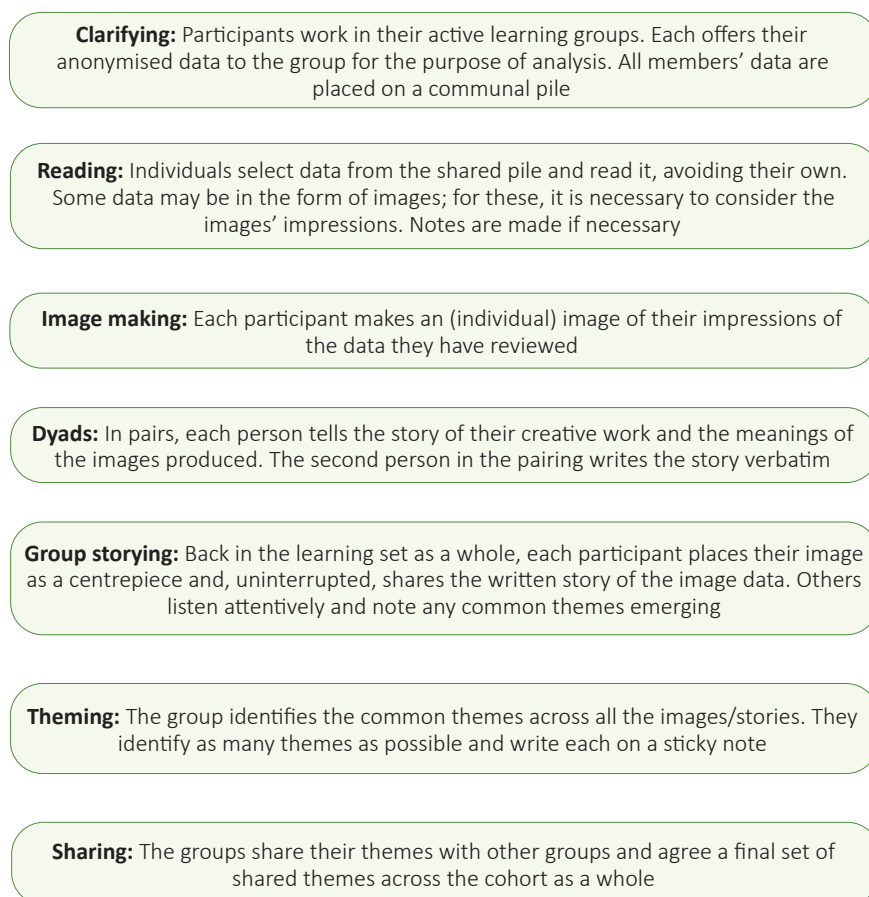 Clarifying: Participants work in their active learning groups. Each offers their
anonymised data to the group for the purpose of analysis. All members’ data are
placed on a communal pile
Reading: Individuals select data from the shared pile and read it, avoiding their own.
Some data may be in the form of images; for these, it is necessary to consider the
images’ impressions. Notes are made if necessary
Image making: Each participant makes an (individual) image of their impressions of
the data they have reviewed
Dyads: In pairs, each person tells the story of their creative work and the meanings of
the images produced. The second person in the pairing writes the story verbatim
Group storying: Back in the learning set as a whole, each participant places their image
as a centrepiece and, uninterrupted, shares the written story of the image data. Others
listen attentively and note any common themes emerging
Theming: The group identifies the common themes across all the images/stories. They
identify as many themes as possible and write each on a sticky note
Sharing: The groups share their themes with other groups and agree a final set of
shared themes across the cohort as a whole